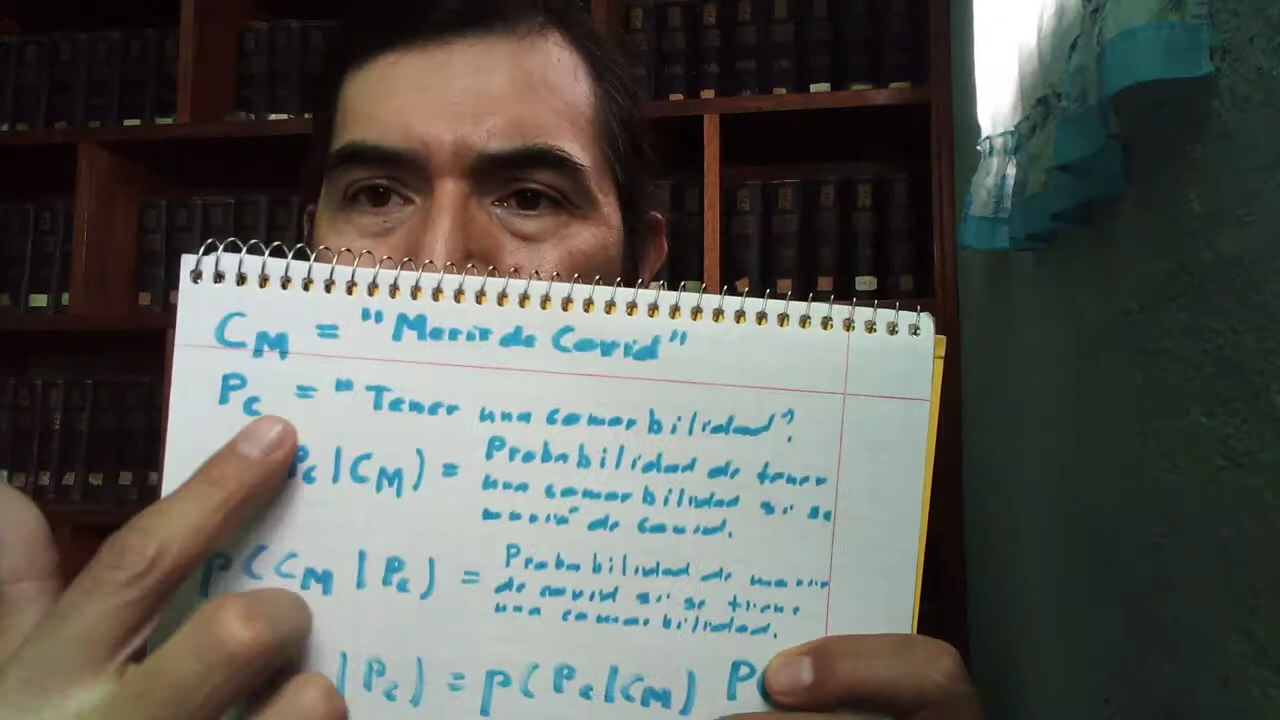 CM = "Morir de Covid"
Pc = "Tener una comorbilidad"
Pc | CM) = Probabilidad de tener
una comorbilidad si se
murió de Covid.
P(CM | Pc) = Probabilidad de morir
de covid si se tiene
una comorbilidad.
| Pc) = P(Pc | CM) P